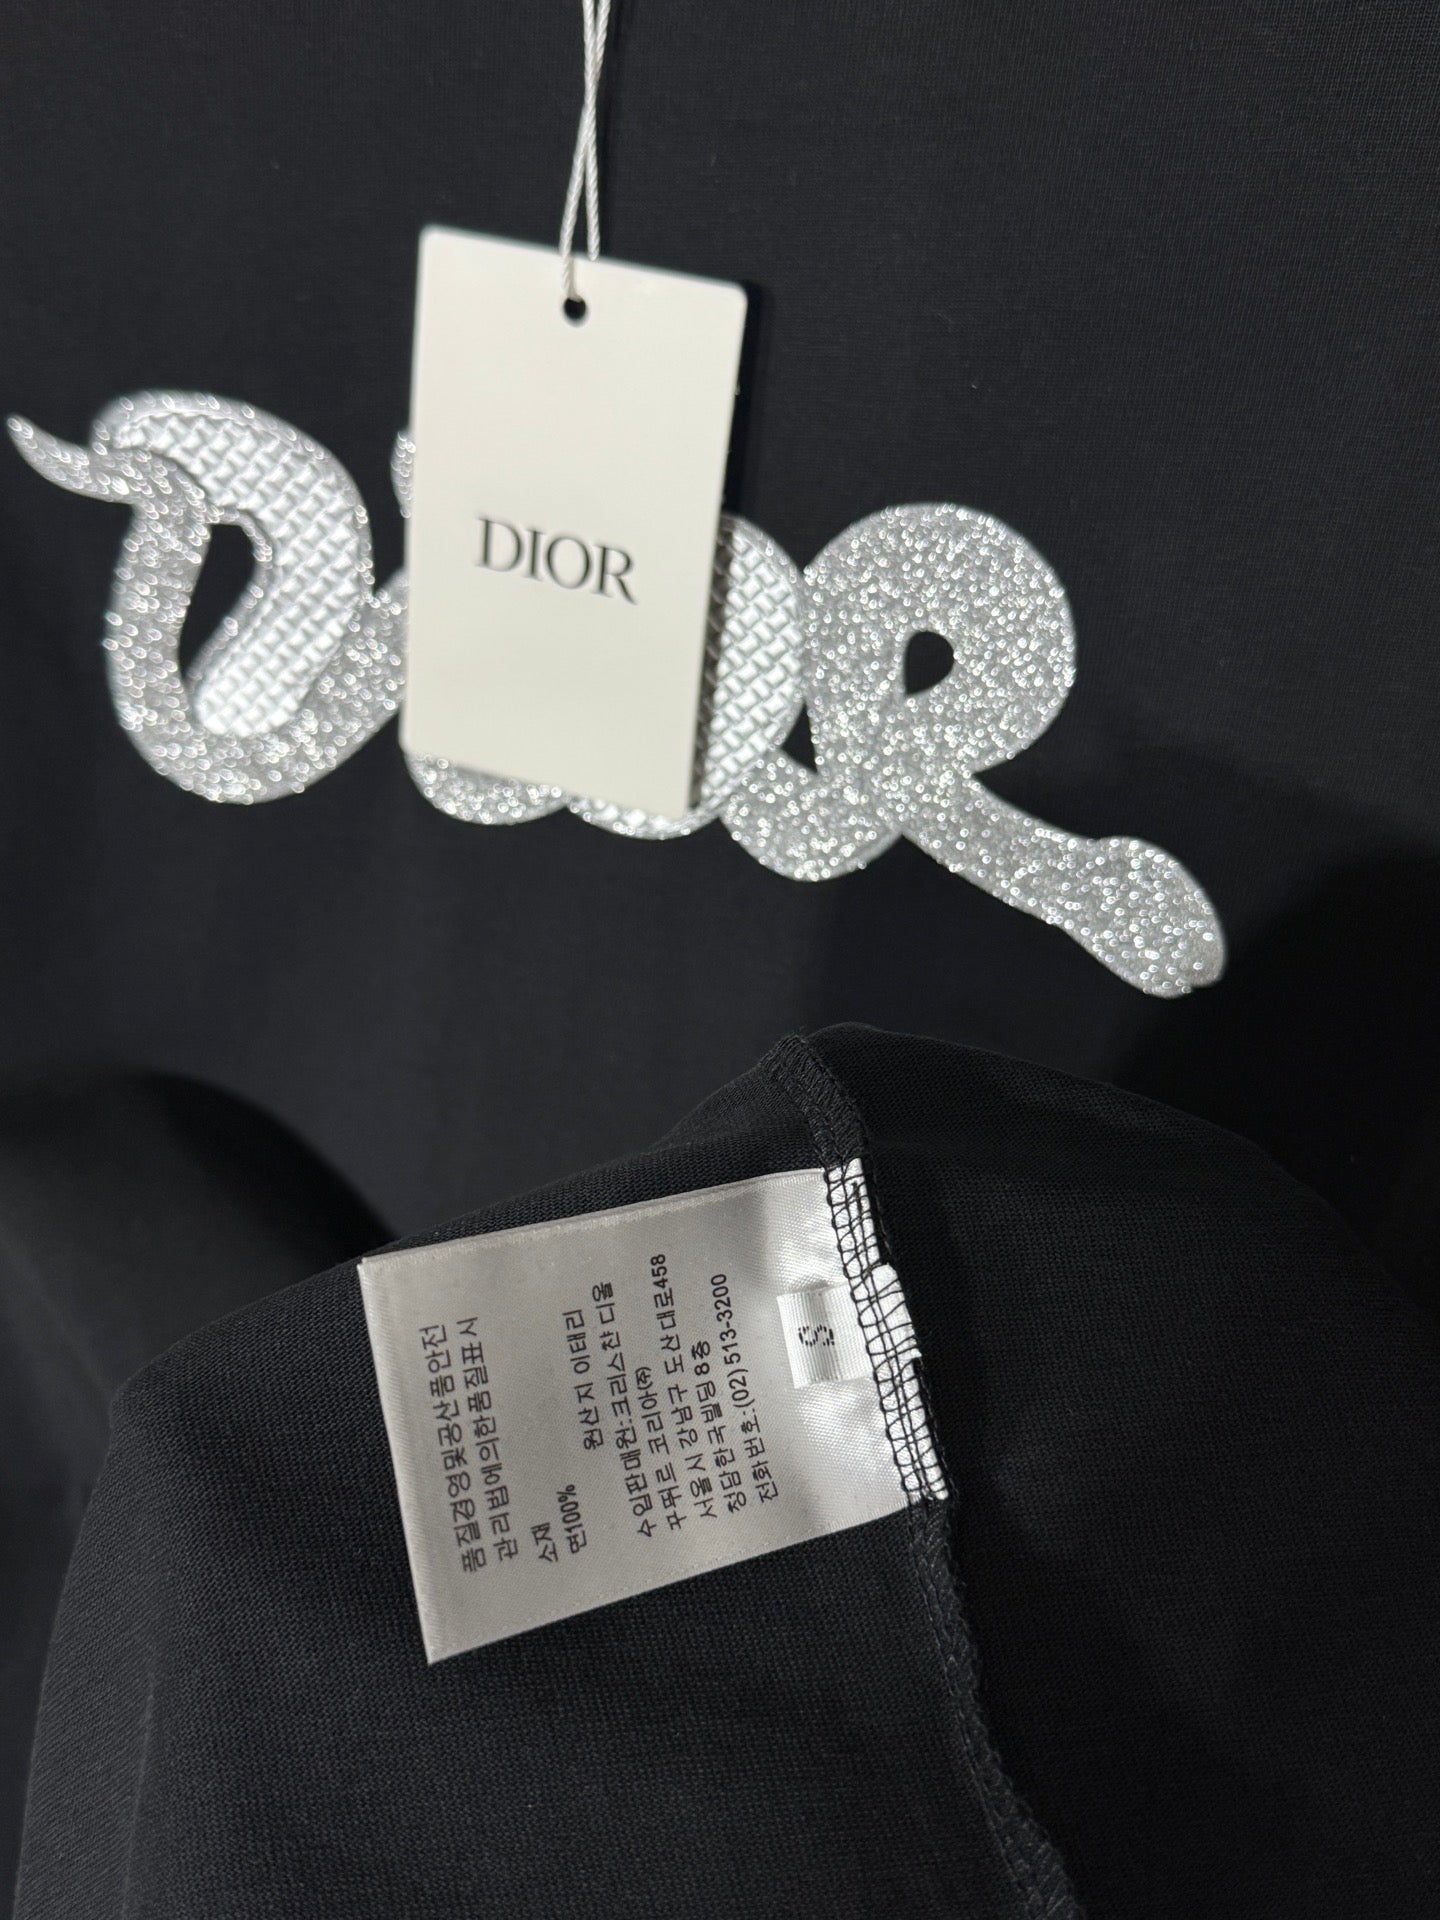 DIOR
품질경영및공산품안전
관리법에의한품질표시
소재
면100%
원산지 이태리
수입판매원:크리스챤 디올
꾸뛰르 코리아(주)
서울시 강남구 도산대로458
청담한국빌딩 8층
전화번호:(02) 513-3200
S